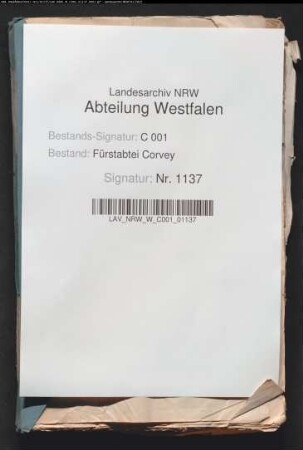 Landesarchiv NRW
Abteilung Westfalen
Bestands-Signatur: C 001
Bestand: Fürstabtei Corvey
Signatur: Nr. 1137
LAV_NRW_W_C001_01137